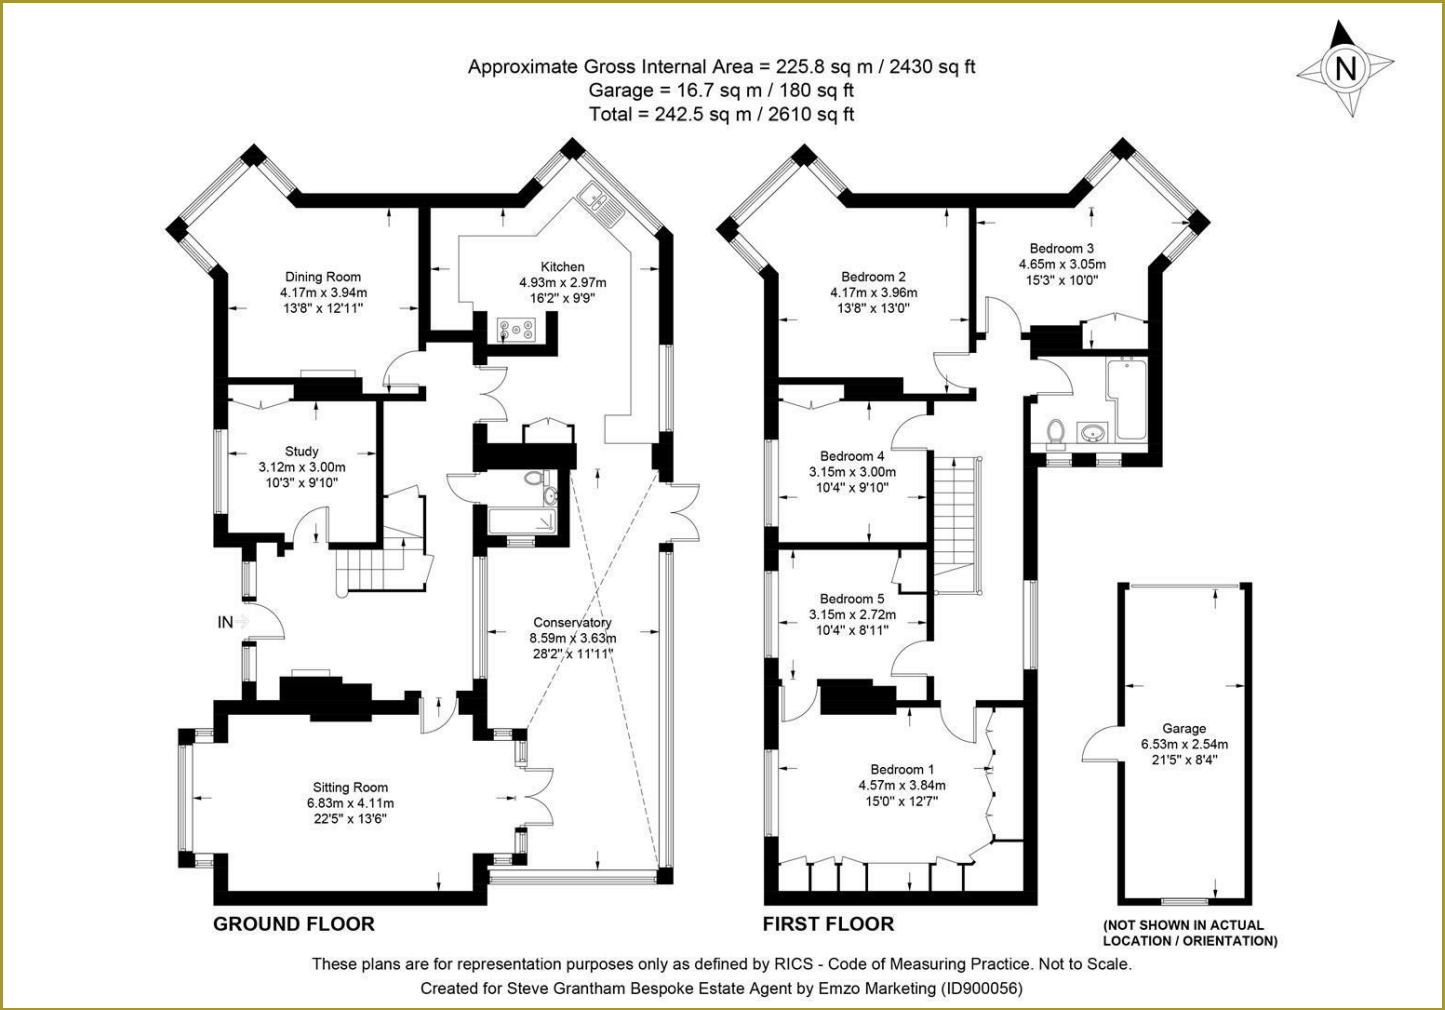 N
Approximate Gross Internal Area = 225.8 sq m / 2430 sq ft
Garage = 16.7 sq m / 180 sq ft
Total = 242.5 sq m / 2610 sq ft
Dining Room
4.17m x 3.94m
13'8" x 12'11"
Kitchen
4.93m x 2.97m
16'2" x 9'9"
Study
3.12m x 3.00m
10'3" x 9'10"
IN
Conservatory
8.59m x 3.63m
28'2" x 11'11"
Sitting Room
6.83m x 4.11m
22'5" x 13'6"
GROUND FLOOR
Bedroom 2
4.17m x 3.96m
13'8" x 13'0"
Bedroom 3
4.65m x 3.05m
15'3" x 10'0"
Bedroom 4
3.15m x 3.00m
10'4" x 9'10"
Bedroom 5
3.15m x 2.72m
10'4" x 8'11"
Bedroom 1
4.57m x 3.84m
15'0" x 12'7"
FIRST FLOOR
Garage
6.53m x 2.54m
21'5" x 8'4"
(NOT SHOWN IN ACTUAL
LOCATION / ORIENTATION)
These plans are for representation purposes only as defined by RICS - Code of Measuring Practice. Not to Scale.
Created for Steve Grantham Bespoke Estate Agent by Emzo Marketing (ID900056)